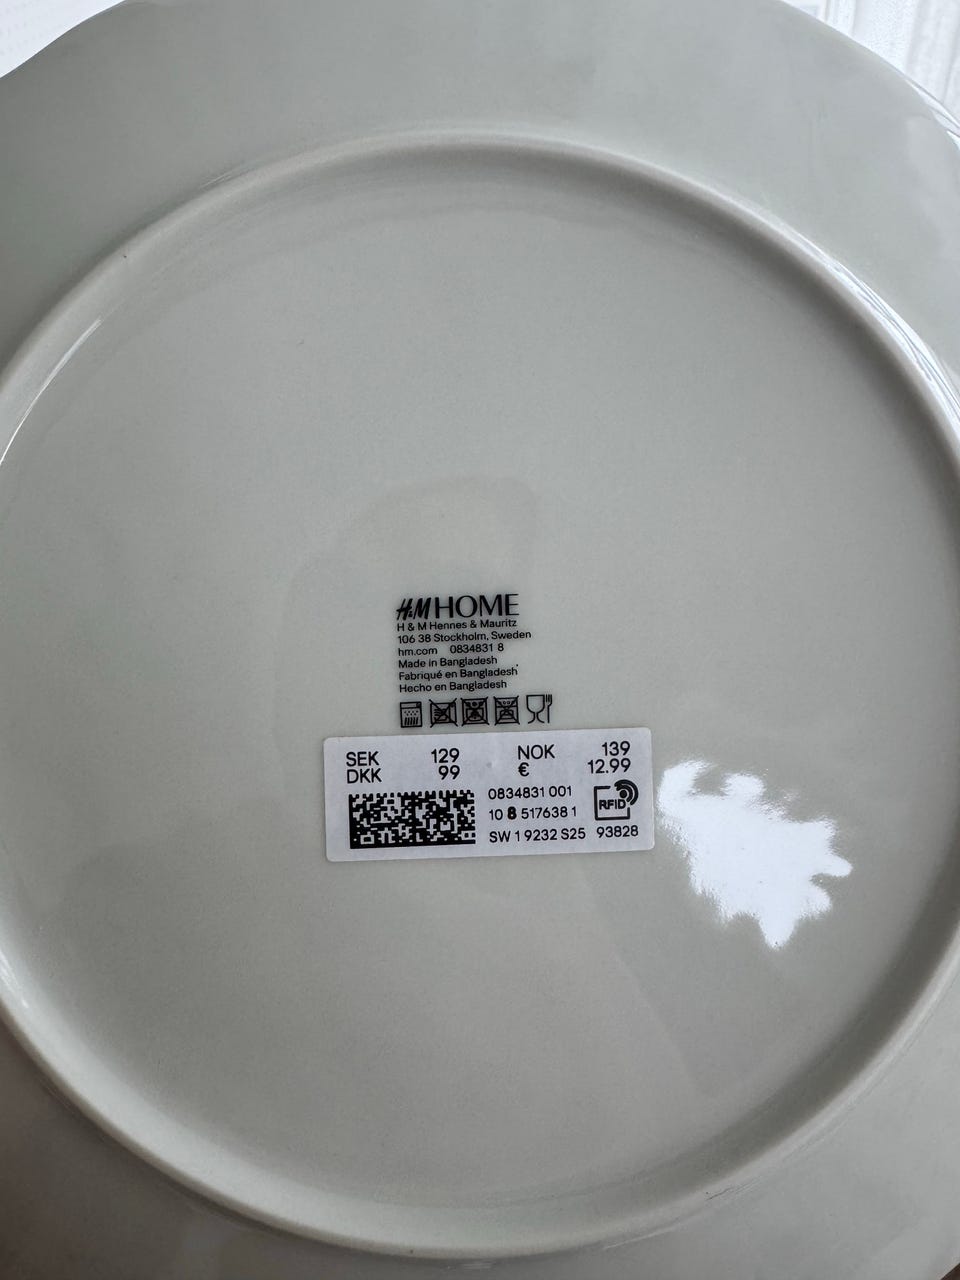 H&M HOME
H & M Hennes & Mauritz
106 38 Stockholm, Sweden
hm.com 0834831 8
Made in Bangladesh
Fabriqué en Bangladesh
Hecho en Bangladesh
SEK 129 NOK 139
DKK 99 € 12.99
0834831 001
RFID
10 8 517638 1
SW 1 9232 S25 93828